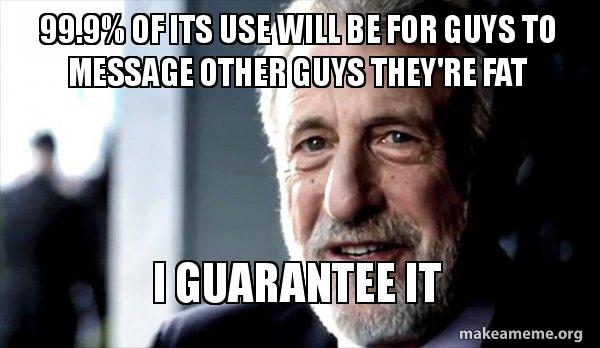 99.9% OF ITS USE WILL BE FOR GUYS TO
MESSAGE OTHER GUYS THEY'RE FAT
I GUARANTEE IT
makeameme.org